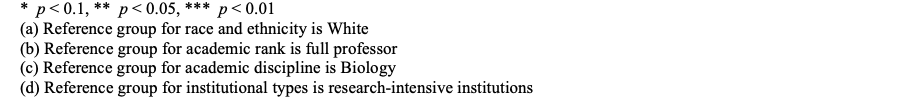 * p < 0.1, ** p < 0.05, *** p < 0.01
(a) Reference group for race and ethnicity is White
(b) Reference group for academic rank is full professor
(c) Reference group for academic discipline is Biology
(d) Reference group for institutional types is research-intensive institutions